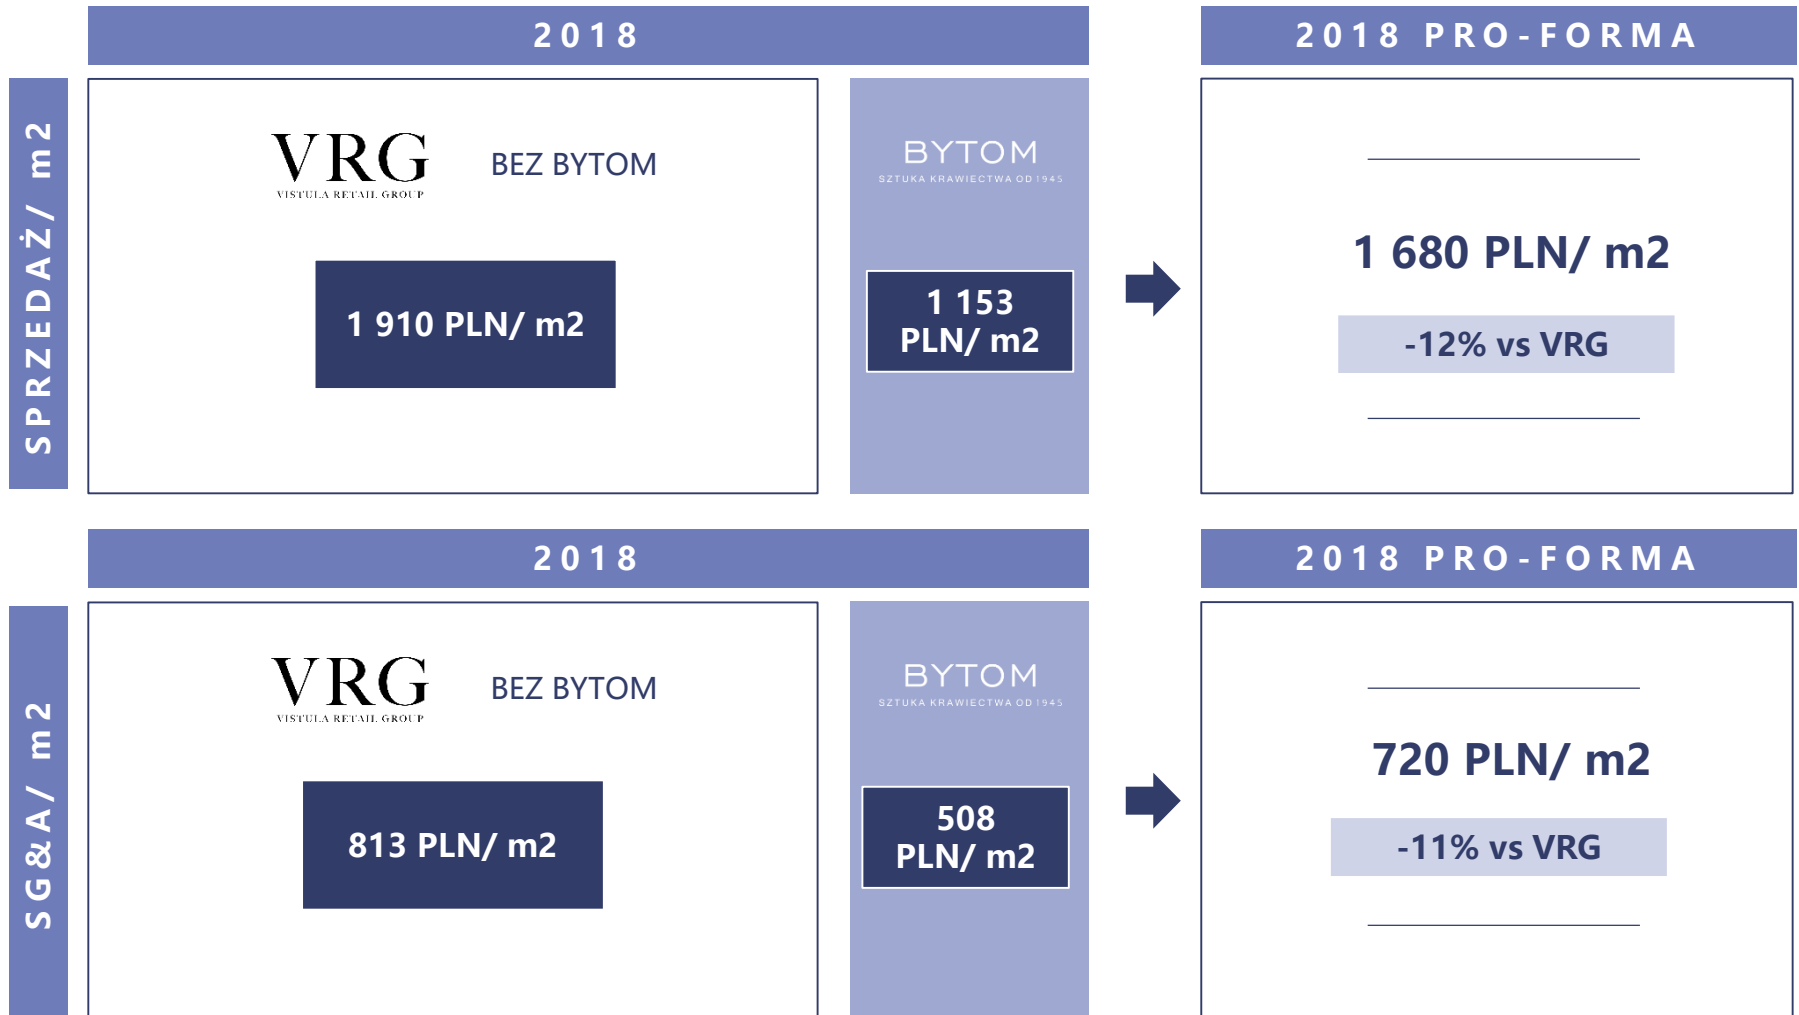 2018
2018 PRO-FORMA
SPRZEDAŻ/ m2
VRG
VISTULA RETAIL GROUP
BEZ BYTOM
1 910 PLN/ m2
BYTOM
SZTUKA KRAWIECTWA OD 1945
1 153
PLN/ m2
1 680 PLN/ m2
-12% vs VRG
2018
2018 PRO-FORMA
SG&A/ m2
VRG
VISTULA RETAIL GROUP
BEZ BYTOM
813 PLN/ m2
BYTOM
SZTUKA KRAWIECTWA OD 1945
508
PLN/ m2
720 PLN/ m2
-11% vs VRG